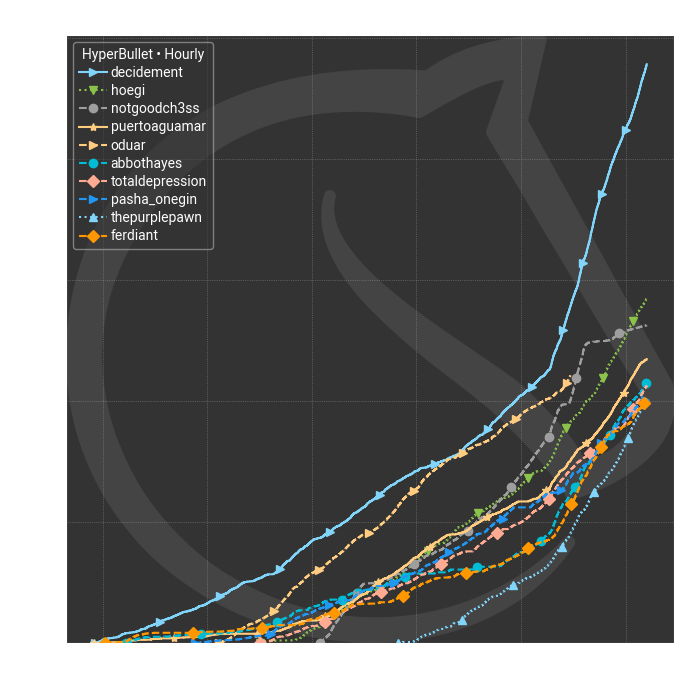 HyperBullet • Hourly
decidement
hoegi
notgoodch3ss
puertoaguamar
oduar
abbothayes
totaldepression
pasha_onegin
thepurplepawn
ferdiant